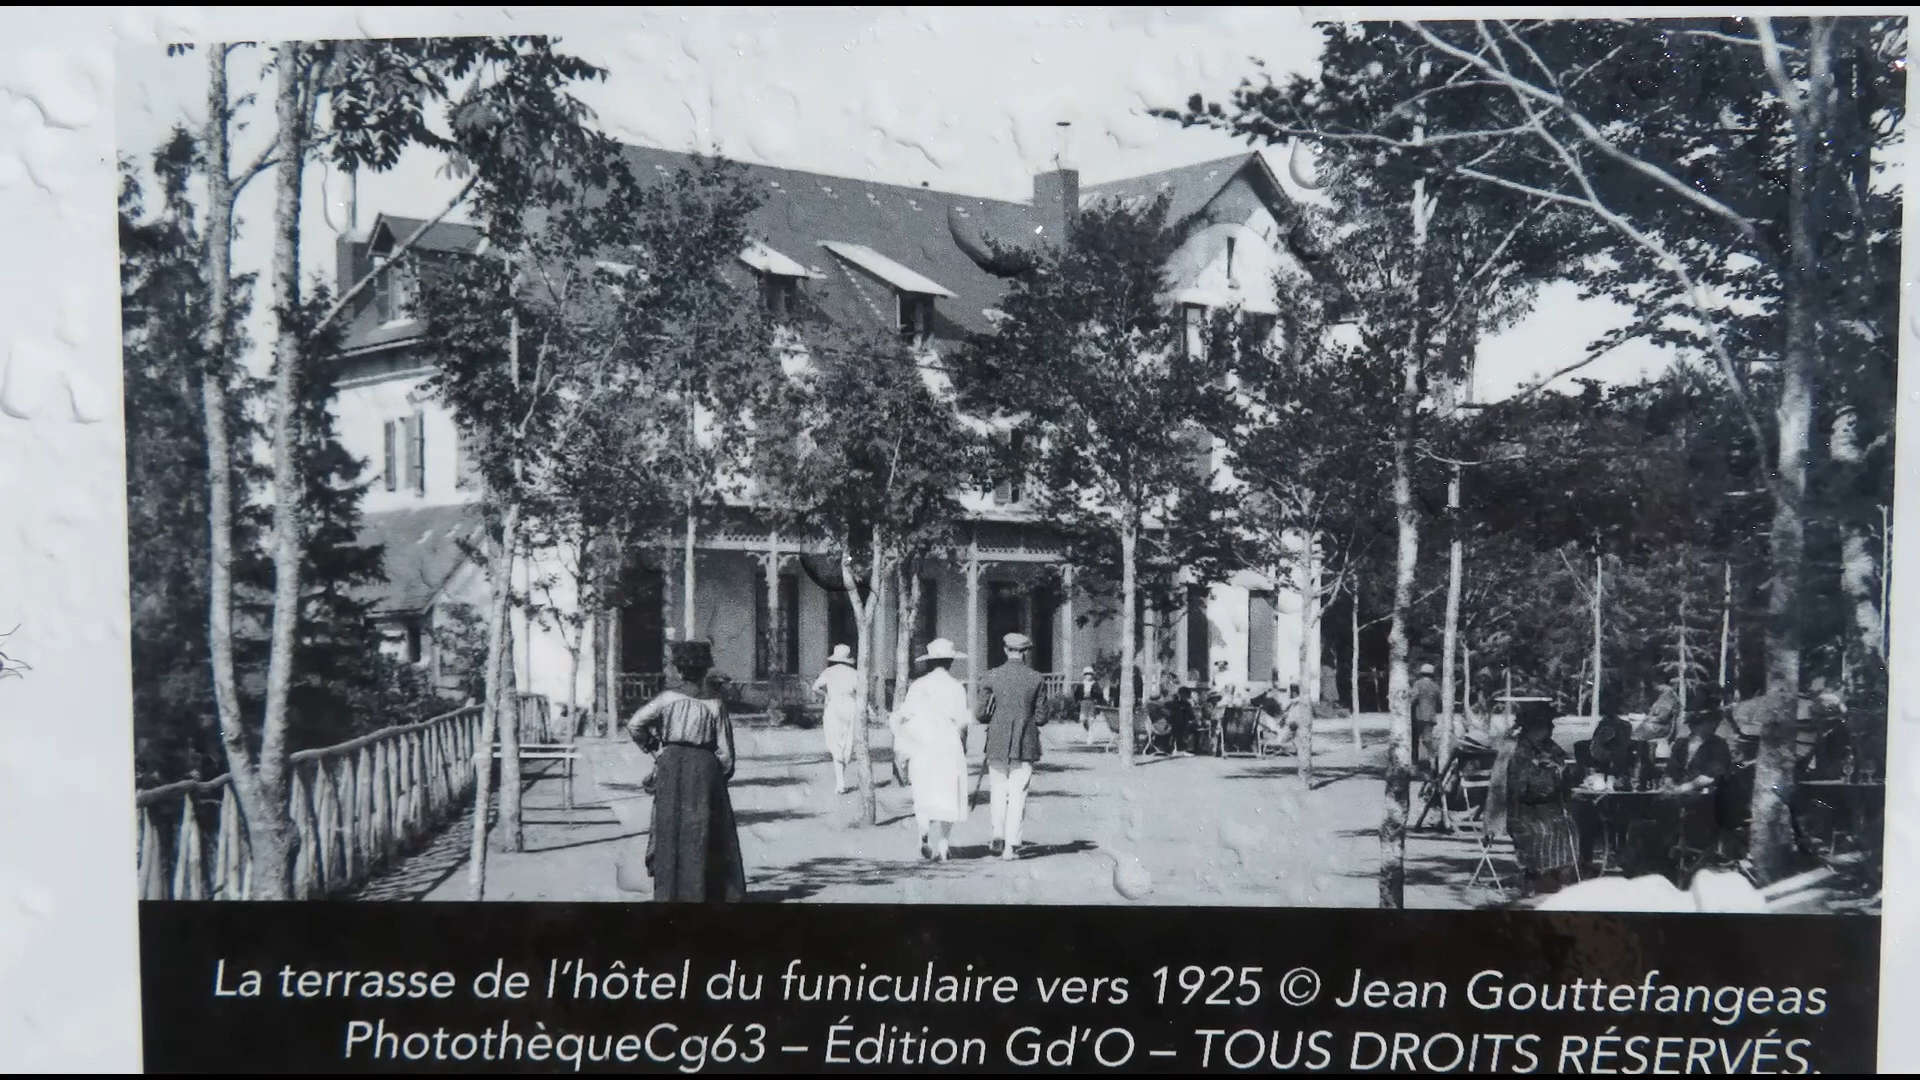 La terrasse de l’hôtel du funiculaire vers 1925 © Jean Gouttefangeas
PhotothèqueCg63 – Édition Gd’O – TOUS DROITS RÉSERVÉS.